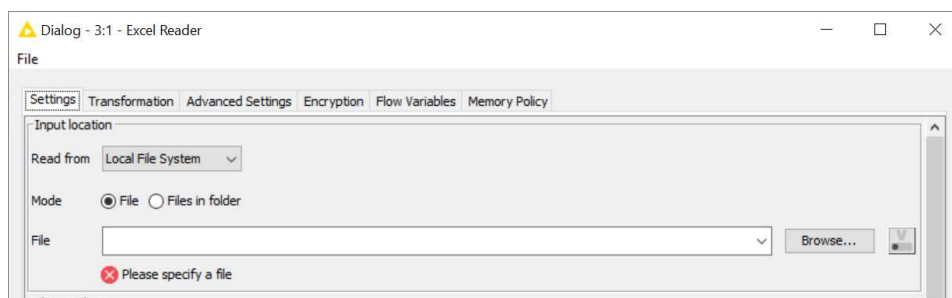 Dialog - 3:1 - Excel Reader
File
Settings Transformation Advanced Settings Encryption Flow Variables Memory Policy
Input location
Read from Local File System
Mode File Files in folder
File Browse... V
Please specify a file